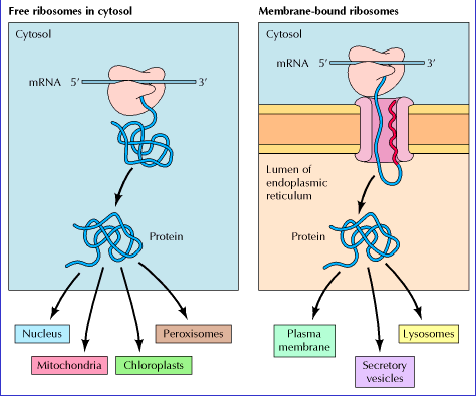 Free ribosomes in cytosol
Cytosol
mRNA 5′ 3′
Protein
Nucleus
Peroxisomes
Mitochondria
Chloroplasts
Membrane-bound ribosomes
Cytosol
mRNA 5′ 3′
Lumen of
endoplasmic
reticulum
Protein
Plasma
membrane
Lysosomes
Secretory
vesicles